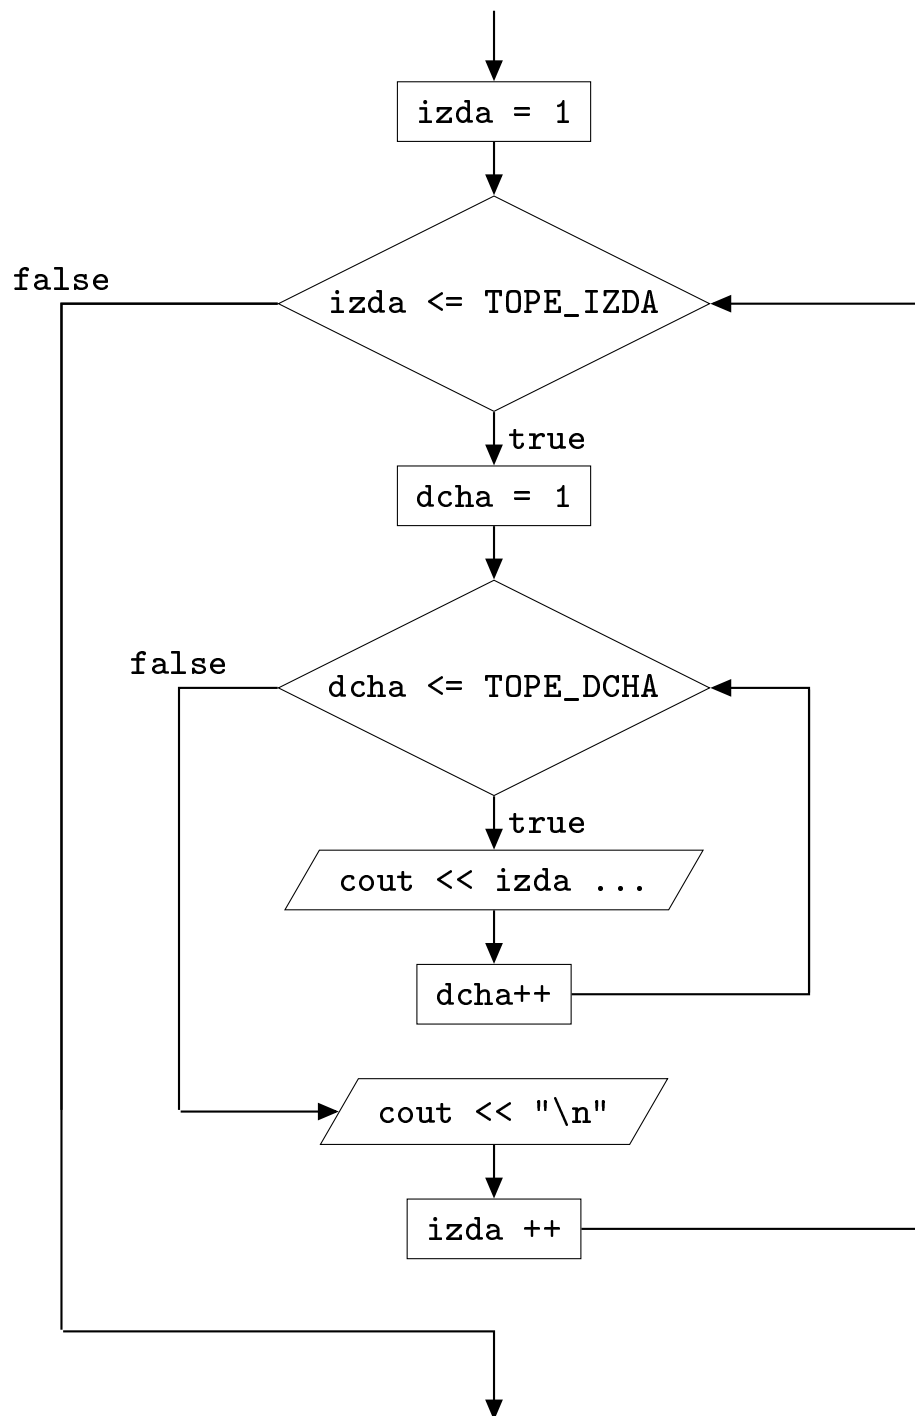 izda = 1
false
izda <= TOPE_IZDA
true
dcha = 1
false
dcha <= TOPE_DCHA
true
cout << izda ...
dcha++
cout << "\n"
izda ++